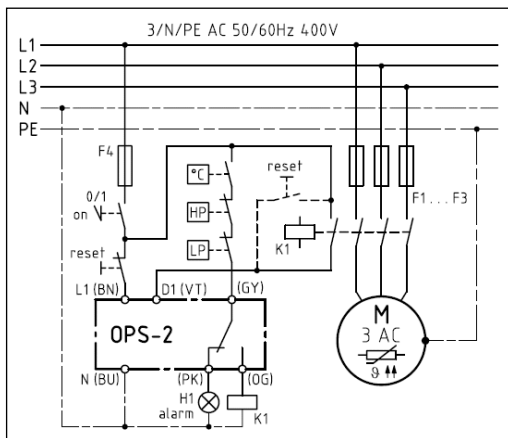 3/N/PE AC 50/60Hz 400V
L1
L2
L3
N
PE
F4
°C
reset
F1...F3
0/1
on
HP
K1
reset
LP
L1 (BN)
D1 (VT)
(GY)
M
3 AC
OPS-2
ϑ
N (BU)
(PK)
(OG)
H1
alarm
K1